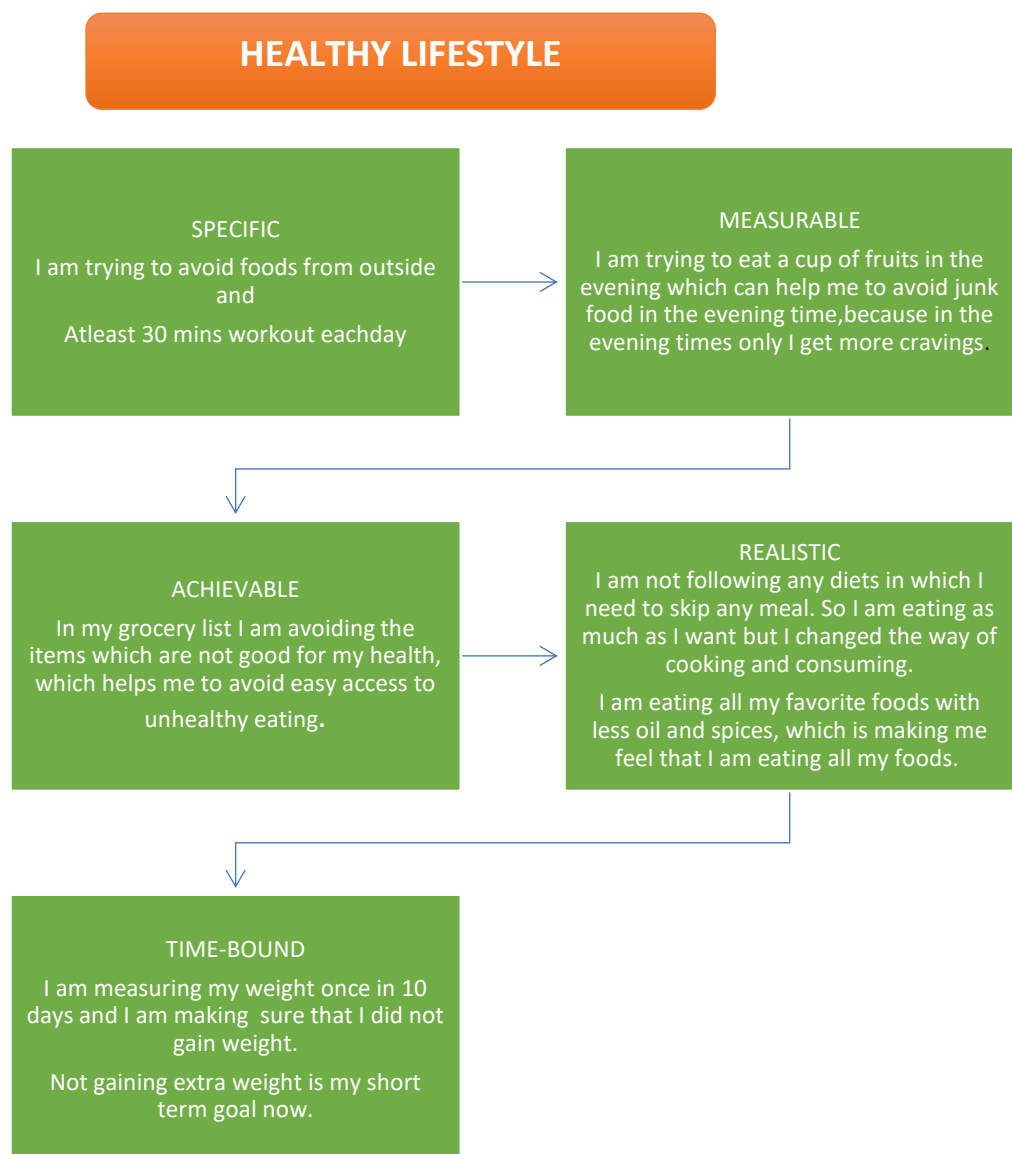 HEALTHY LIFESTYLE
SPECIFIC
I am trying to avoid foods from outside
and
Atleast 30 mins workout eachday
MEASURABLE
I am trying to eat a cup of fruits in the
evening which can help me to avoid junk
food in the evening time,because in the
evening times only I get more cravings.
ACHIEVABLE
In my grocery list I am avoiding the
items which are not good for my health,
which helps me to avoid easy access to
unhealthy eating.
REALISTIC
I am not following any diets in which I
need to skip any meal. So I am eating as
much as I want but I changed the way of
cooking and consuming.
I am eating all my favorite foods with
less oil and spices, which is making me
feel that I am eating all my foods.
TIME-BOUND
I am measuring my weight once in 10
days and I am making  sure that I did not
gain weight.
Not gaining extra weight is my short
term goal now.